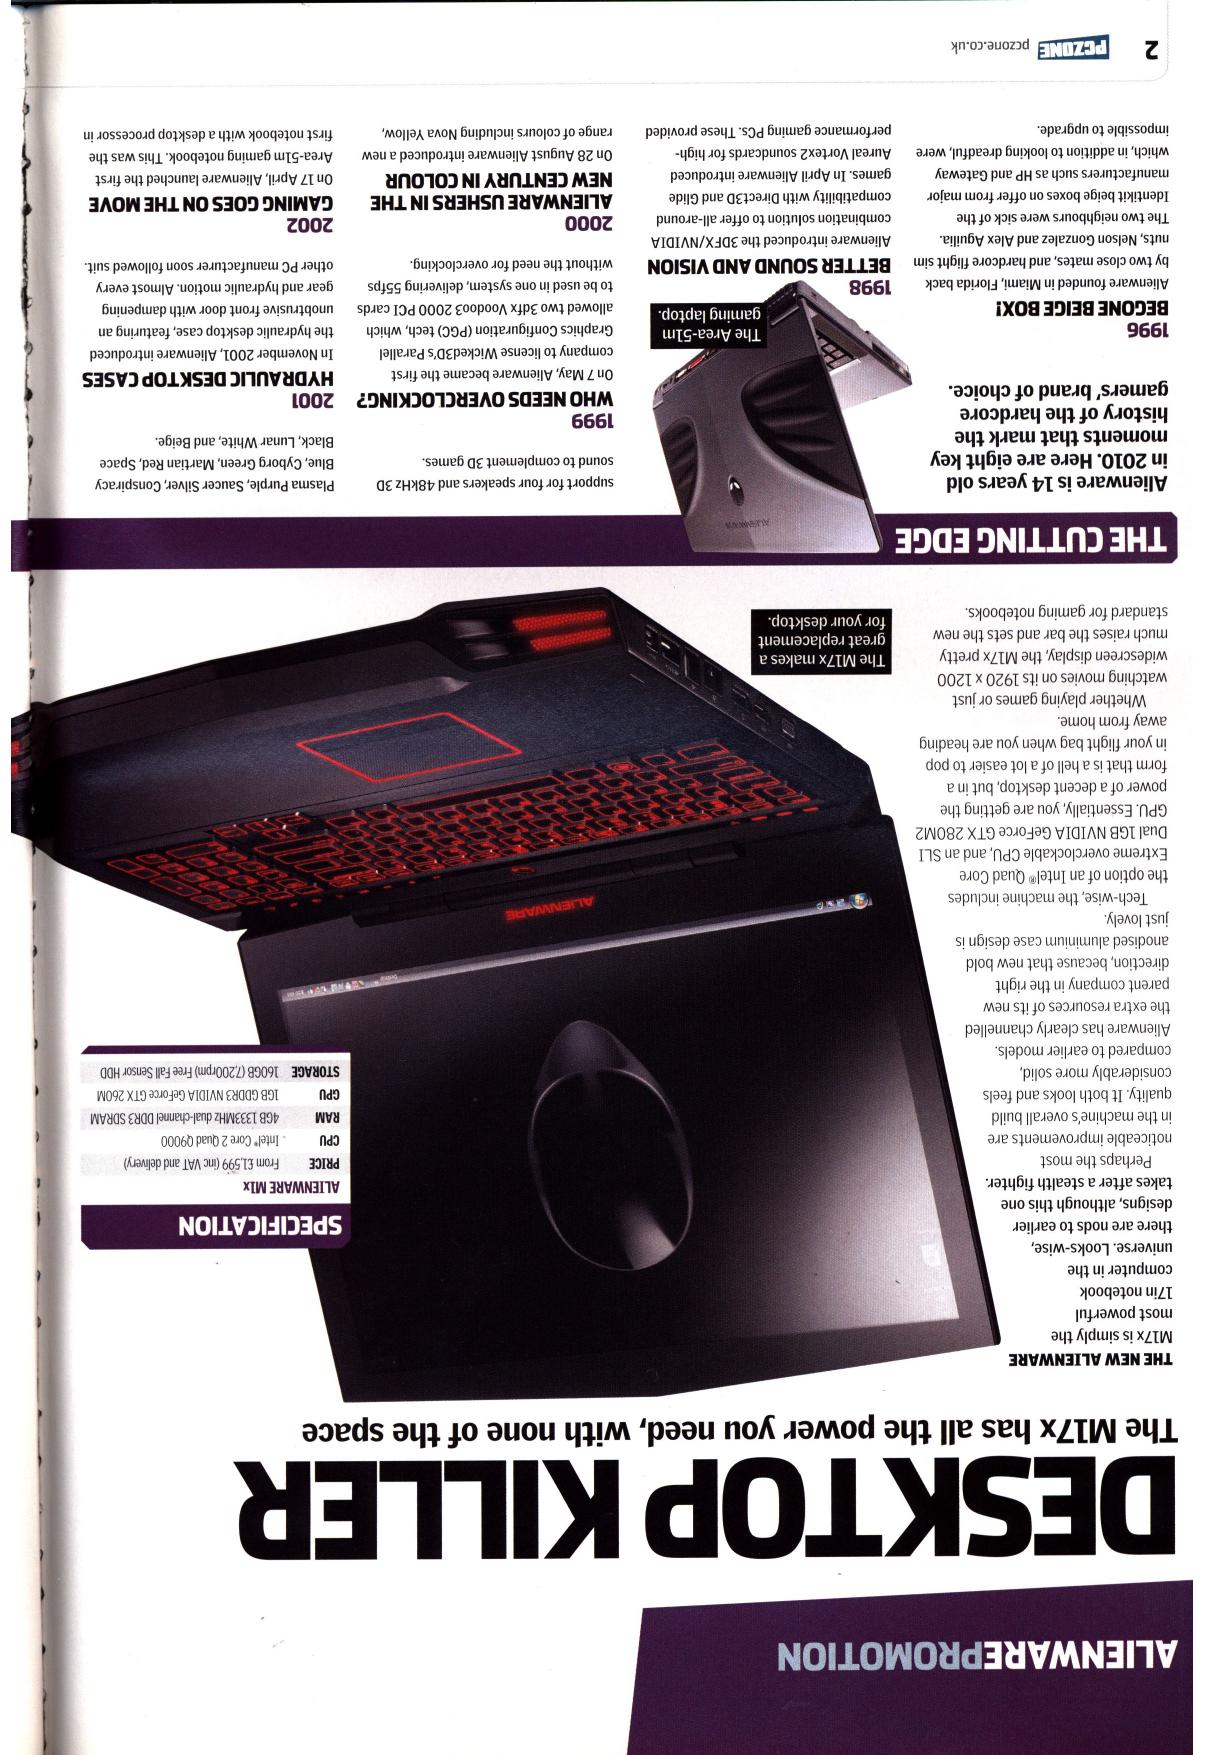 ALIENWAREPROMOTION
DESKTOP KILLER
The M17x has all the power you need, with none of the space
THE NEW ALIENWARE
M17x is simply the
most powerful
17in notebook
computer in the
universe. Looks-wise,
there are nods to earlier
designs, although this one
takes after a stealth fighter.
Perhaps the most
noticeable improvements are
in the machine's overall build
quality. It both looks and feels
considerably more solid,
compared to earlier models.
Alienware has clearly channelled
the extra resources of its new
parent company in the right
direction, because that new bold
anodised aluminium case design is
just lovely.
Tech-wise, the machine includes
the option of an Intel® Quad Core
Extreme overclockable CPU, and an SLI
Dual 1GB NVIDIA GeForce GTX 280M2
GPU. Essentially, you are getting the
power of a decent desktop, but in a
form that is a hell of a lot easier to pop
in your flight bag when you are heading
away from home.
Whether playing games or just
watching movies on its 1920 x 1200
widescreen display, the M17x pretty
much raises the bar and sets the new
standard for gaming notebooks.
SPECIFICATION
ALIENWARE M1x
PRICE From £1,599 (inc VAT and delivery)
CPU Intel® Core 2 Quad Q9000
RAM 4GB 1333MHz dual-channel DDR3 SDRAM
GPU 1GB GDDR3 NVIDIA GeForce GTX 260M
STORAGE 160GB (7,200rpm) Free Fall Sensor HDD
ALIENWARE
The M17x makes a
great replacement
for your desktop.
THE CUTTING EDGE
ALIENWARE
Alienware is 14 years old
in 2010. Here are eight key
moments that mark the
history of the hardcore
gamers' brand of choice.
1996
BEGONE BEIGE BOX!
Alienware founded in Miami, Florida back
by two close mates, and hardcore flight sim
nuts, Nelson Gonzalez and Alex Aguilia.
The two neighbours were sick of the
Identikit beige boxes on offer from major
manufacturers such as HP and Gateway
which, in addition to looking dreadful, were
impossible to upgrade.
The Area-51m
gaming laptop.
1998
BETTER SOUND AND VISION
Alienware introduced the 3DFX/NVIDIA
combination solution to offer all-around
compatibility with Direct3D and Glide
games. In April Alienware introduced
Aureal Vortex2 soundcards for high-
performance gaming PCs. These provided
support for four speakers and 48kHz 3D
sound to complement 3D games.
1999
WHO NEEDS OVERCLOCKING?
On 7 May, Alienware became the first
company to license Wicked3D's Parallel
Graphics Configuration (PGC) tech, which
allowed two 3dfx Voodoo3 2000 PCI cards
to be used in one system, delivering 55fps
without the need for overclocking.
2000
ALIENWARE USHERS IN THE
NEW CENTURY IN COLOUR
On 28 August Alienware introduced a new
range of colours including Nova Yellow,
Plasma Purple, Saucer Silver, Conspiracy
Blue, Cyborg Green, Martian Red, Space
Black, Lunar White, and Beige.
2001
HYDRAULIC DESKTOP CASES
In November 2001, Alienware introduced
the hydraulic desktop case, featuring an
unobtrusive front door with dampening
gear and hydraulic motion. Almost every
other PC manufacturer soon followed suit.
2002
GAMING GOES ON THE MOVE
On 17 April, Alienware launched the first
Area-51m gaming notebook. This was the
first notebook with a desktop processor in
2 PCZONE pczone.co.uk